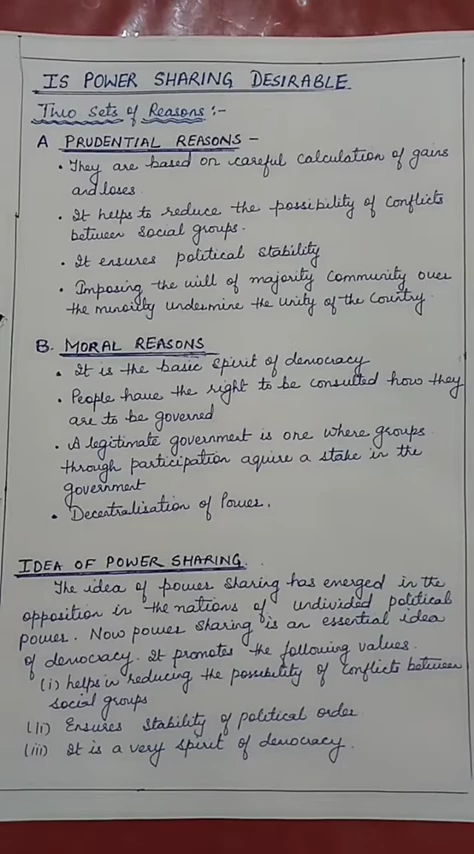 IS POWER SHARING DESIRABLE
Two Sets of Reasons :-
A PRUDENTIAL REASONS -
• They are based on careful calculation of gains
and loses.
• It helps to reduce the possibility of conflicts
between social groups.
• It ensures political stability
• Imposing the will of majority community over
the minority undermine the unity of the country.
B. MORAL REASONS
• It is the basic spirit of democracy
• People have the right to be consulted how they
are to be governed
• A legitimate government is one where groups
through participation aquire a stake in the
government
• Decentralisation of Power.
IDEA OF POWER SHARING.
The idea of power sharing has emerged in the
opposition in the nations of undivided political
power. Now power sharing is an essential idea
of democracy. It promotes the following values.
(i) helps in reducing the possibility of conflicts between
social groups
(ii) Ensures stability of political order
(iii) It is a very spirit of democracy.